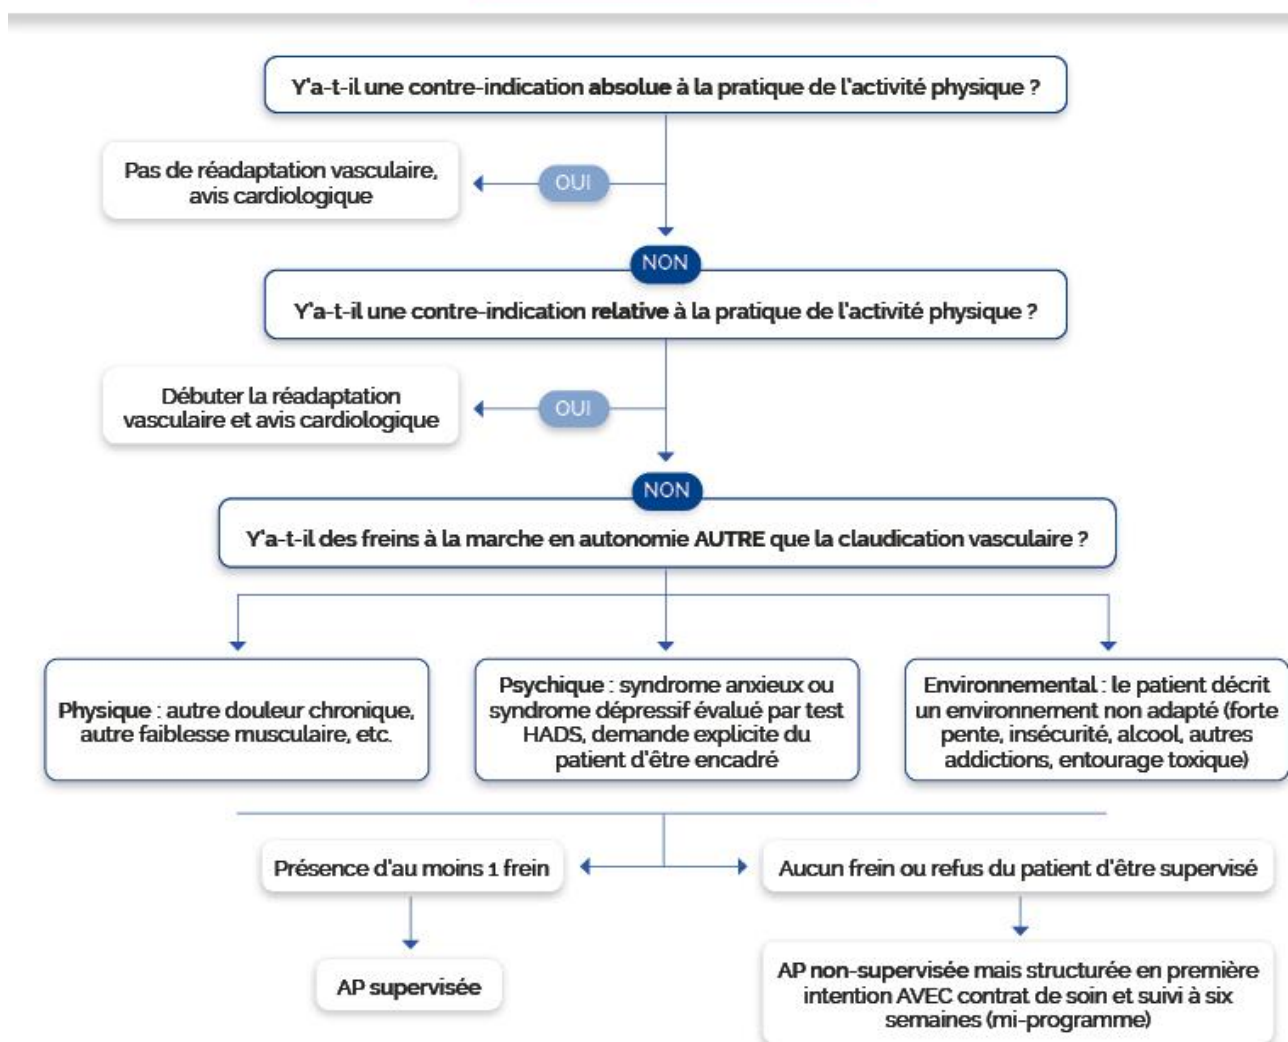 Y'a-t-il une contre-indication absolue à la pratique de l'activité physique ?
Pas de réadaptation vasculaire,
avis cardiologique
OUI
NON
Y'a-t-il une contre-indication relative à la pratique de l'activité physique ?
Débuter la réadaptation
vasculaire et avis cardiologique
OUI
NON
Y'a-t-il des freins à la marche en autonomie AUTRE que la claudication vasculaire ?
Physique : autre douleur chronique,
autre faiblesse musculaire, etc.
Psychique : syndrome anxieux ou
syndrome dépressif évalué par test
HADS, demande explicite du
patient d'être encadré
Environnemental : le patient décrit
un environnement non adapté (forte
pente, insécurité, alcool, autres
addictions, entourage toxique)
Présence d'au moins 1 frein
Aucun frein ou refus du patient d'être supervisé
AP supervisée
AP non-supervisée mais structurée en première
intention AVEC contrat de soin et suivi à six
semaines (mi-programme)